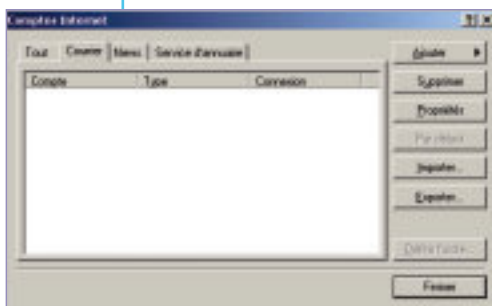 Comptes Internet
Tout Courrier News Service d'annuaire
Compte Type Connexion
Ajouter
Supprimer
Propriétés
Par défaut
Importer...
Exporter...
Définir l'ordre...
Fermer